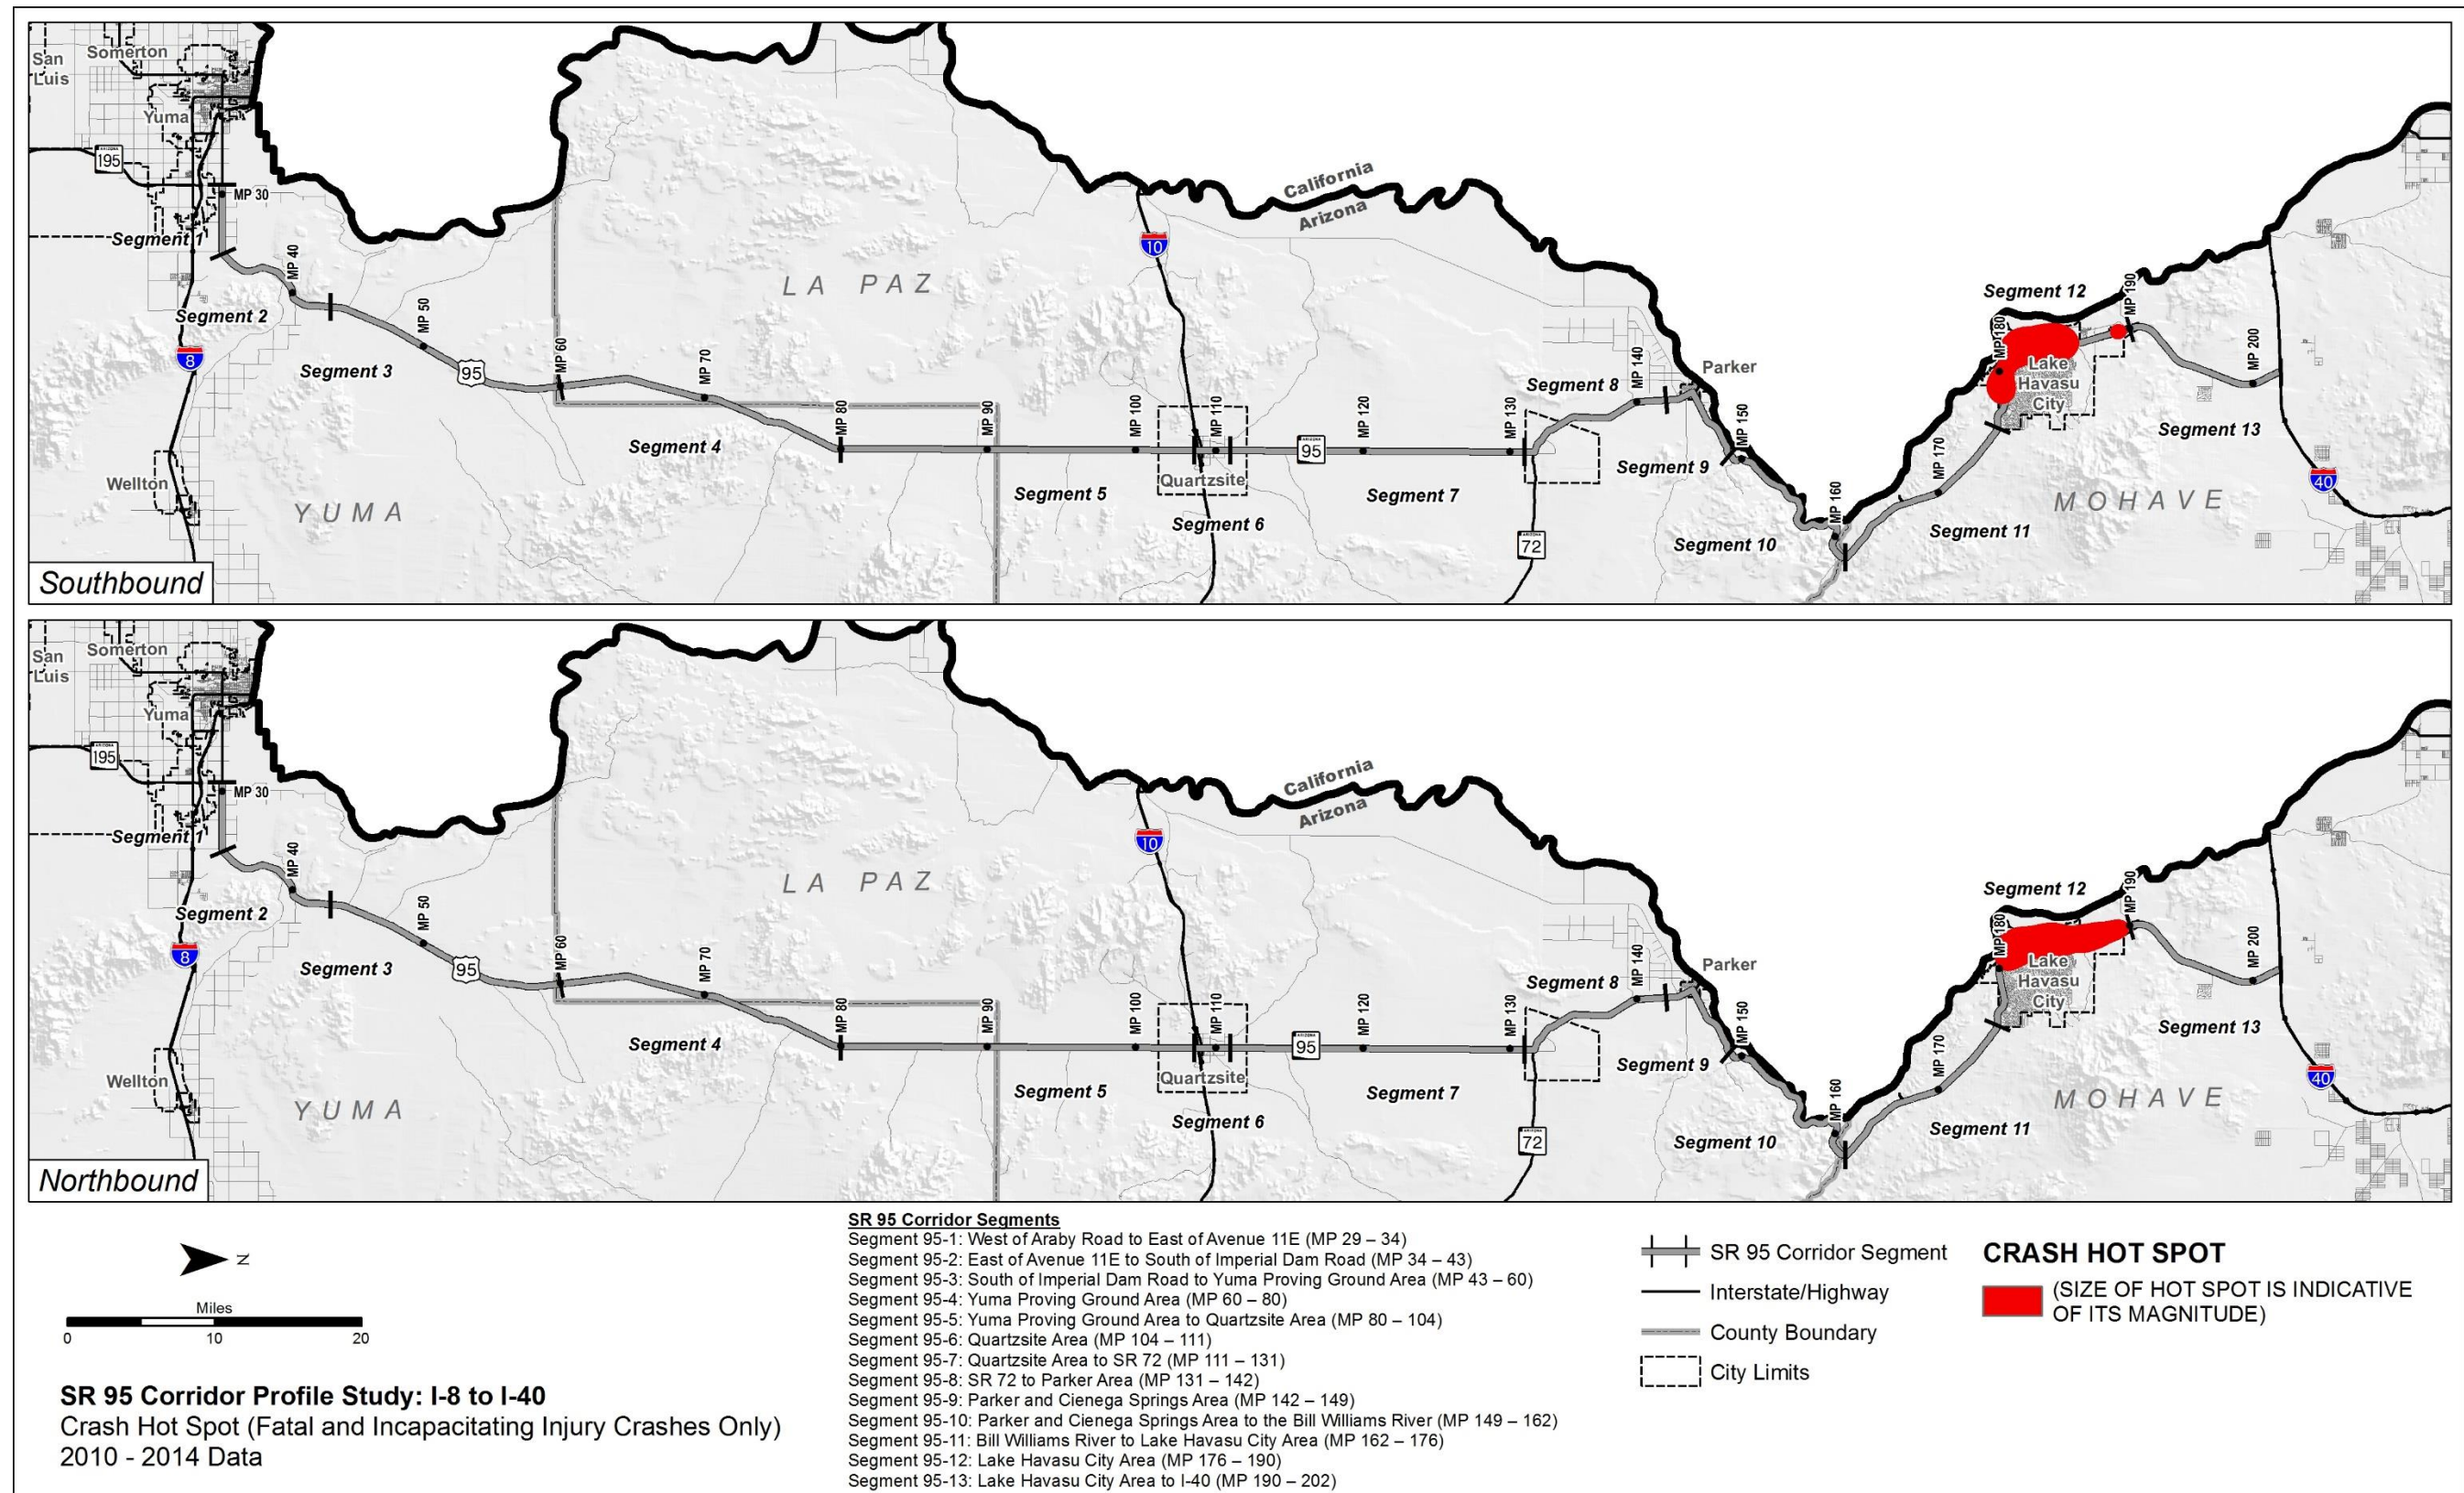 San
Luis
Somerton
Yuma
ARIZONA
195
MP 30
Segment 1
MP 40
Segment 2
8
Segment 3
MP 50
95
Wellton
YUMA
MP 60
MP 70
LA PAZ
Segment 4
MP 80
MP 90
Segment 5
MP 100
10
MP 110
Quartzsite
Segment 6
California
Arizona
ARIZONA
95
MP 120
Segment 7
MP 130
ARIZONA
72
Segment 8
MP 140
Parker
Segment 9
MP 150
Segment 10
MP 160
MP 170
Segment 11
Segment 12
MP 180
Lake
Havasu
City
MP 190
MP 200
Segment 13
MOHAVE
40
Southbound
San
Luis
Somerton
Yuma
ARIZONA
195
MP 30
Segment 1
MP 40
Segment 2
8
Segment 3
MP 50
95
Wellton
YUMA
MP 60
MP 70
LA PAZ
Segment 4
MP 80
MP 90
Segment 5
MP 100
10
MP 110
Quartzsite
Segment 6
California
Arizona
ARIZONA
95
MP 120
Segment 7
MP 130
ARIZONA
72
Segment 8
MP 140
Parker
Segment 9
MP 150
Segment 10
MP 160
MP 170
Segment 11
Segment 12
MP 180
Lake
Havasu
City
MP 190
MP 200
Segment 13
MOHAVE
40
Northbound
N
Miles
0 10 20
SR 95 Corridor Profile Study: I-8 to I-40
Crash Hot Spot (Fatal and Incapacitating Injury Crashes Only)
2010 - 2014 Data
SR 95 Corridor Segments
Segment 95-1: West of Araby Road to East of Avenue 11E (MP 29 – 34)
Segment 95-2: East of Avenue 11E to South of Imperial Dam Road (MP 34 – 43)
Segment 95-3: South of Imperial Dam Road to Yuma Proving Ground Area (MP 43 – 60)
Segment 95-4: Yuma Proving Ground Area (MP 60 – 80)
Segment 95-5: Yuma Proving Ground Area to Quartzsite Area (MP 80 – 104)
Segment 95-6: Quartzsite Area (MP 104 – 111)
Segment 95-7: Quartzsite Area to SR 72 (MP 111 – 131)
Segment 95-8: SR 72 to Parker Area (MP 131 – 142)
Segment 95-9: Parker and Cienega Springs Area (MP 142 – 149)
Segment 95-10: Parker and Cienega Springs Area to the Bill Williams River (MP 149 – 162)
Segment 95-11: Bill Williams River to Lake Havasu City Area (MP 162 – 176)
Segment 95-12: Lake Havasu City Area (MP 176 – 190)
Segment 95-13: Lake Havasu City Area to I-40 (MP 190 – 202)
SR 95 Corridor Segment
Interstate/Highway
County Boundary
City Limits
CRASH HOT SPOT
(SIZE OF HOT SPOT IS INDICATIVE
OF ITS MAGNITUDE)